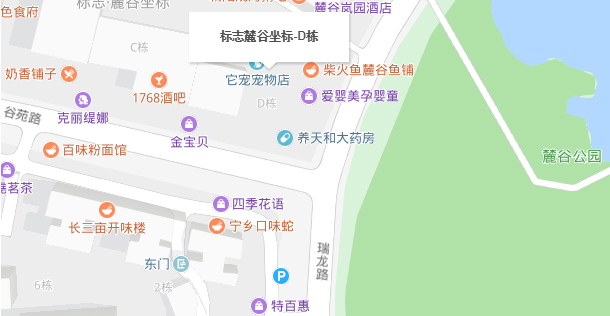 标志·麓谷坐标
色食府
麓谷岚园酒店
标志麓谷坐标-D栋
C栋
奶香铺子
1768酒吧
它宠宠物店
柴火鱼麓谷鱼铺
D栋
爱婴美孕婴童
谷苑路
克丽缇娜
金宝贝
养天和大药房
百味粉面馆
麓谷公园
茗茶
四季花语
长三亩开味楼
宁乡口味蛇
瑞龙路
东门
P
6栋
2栋
特百惠